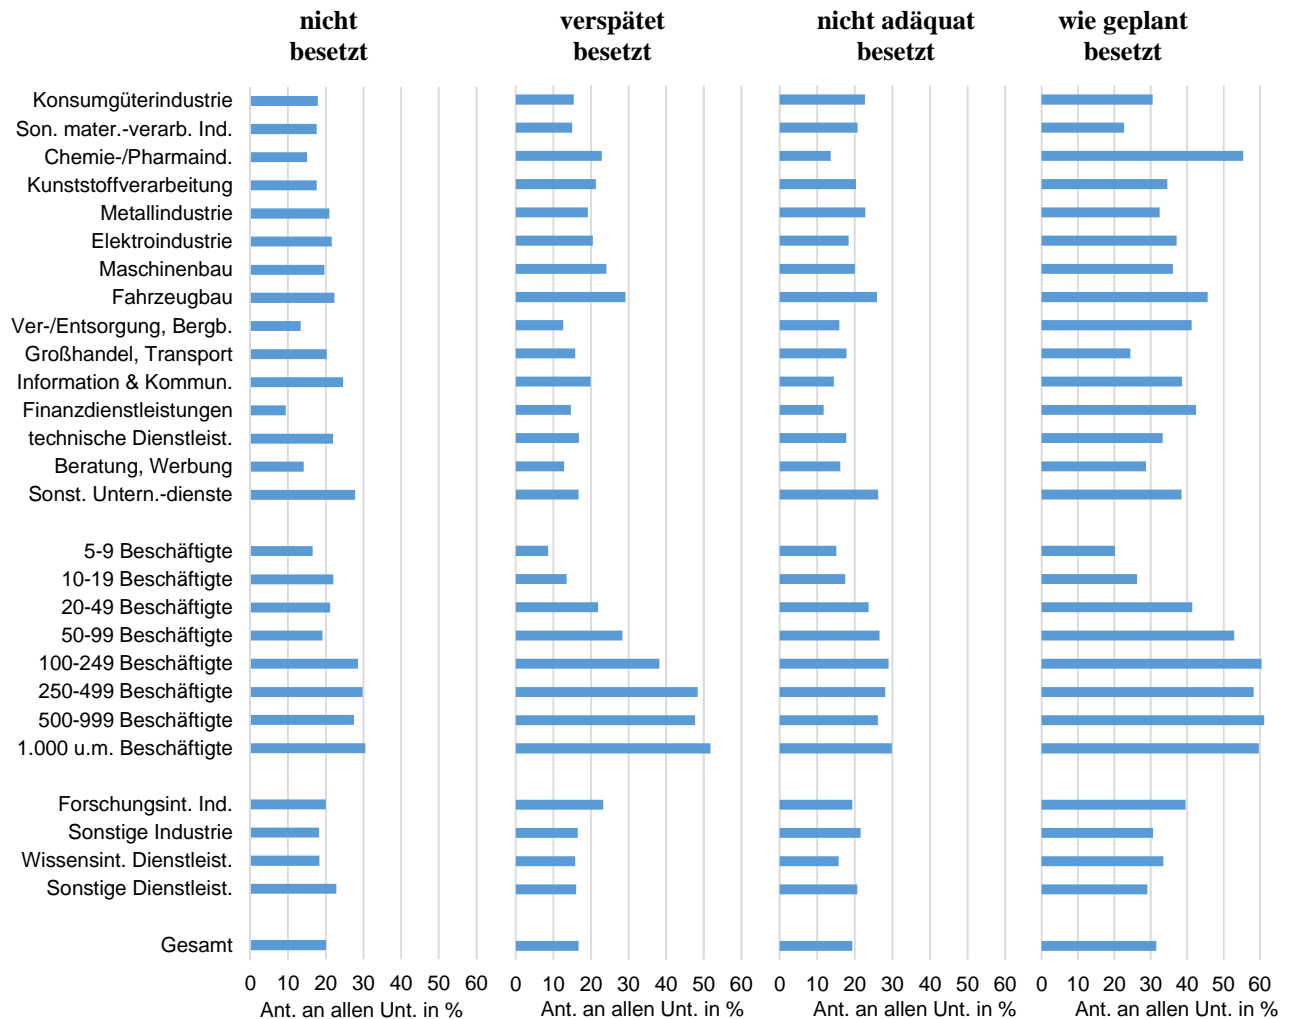 nicht besetzt
verspätet besetzt
nicht adäquat besetzt
wie geplant besetzt
Konsumgüterindustrie
Son. mater.-verarb. Ind.
Chemie-/Pharmaind.
Kunststoffverarbeitung
Metallindustrie
Elektroindustrie
Maschinenbau
Fahrzeugbau
Ver-/Entsorgung, Bergb.
Großhandel, Transport
Information & Kommun.
Finanzdienstleistungen
technische Dienstleist.
Beratung, Werbung
Sonst. Untern.-dienste
5-9 Beschäftigte
10-19 Beschäftigte
20-49 Beschäftigte
50-99 Beschäftigte
100-249 Beschäftigte
250-499 Beschäftigte
500-999 Beschäftigte
1.000 u.m. Beschäftigte
Forschungsint. Ind.
Sonstige Industrie
Wissensint. Dienstleist.
Sonstige Dienstleist.
Gesamt
0 10 20 30 40 50 60
Ant. an allen Unt. in %
0 10 20 30 40 50 60
Ant. an allen Unt. in %
0 10 20 30 40 50 60
Ant. an allen Unt. in %
0 10 20 30 40 50 60
Ant. an allen Unt. in %